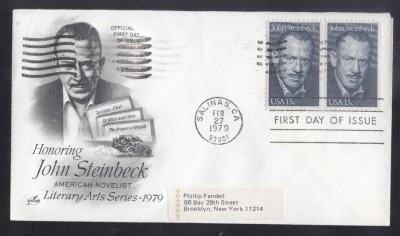 OFFICIAL
FIRST DAY OF
ISSUE
John Steinbeck
John Steinbeck
USA 15c
USA 15c
SALINAS, CA
FEB
27
1979
93901
FIRST DAY OF ISSUE
Tortilla Flat
Of Mice and Men
The Grapes of Wrath
Honoring
John Steinbeck
AMERICAN NOVELIST
Literary Arts Series-1979
Phillip Fendell
86 Bay 29th Street
Brooklyn, New York 11214